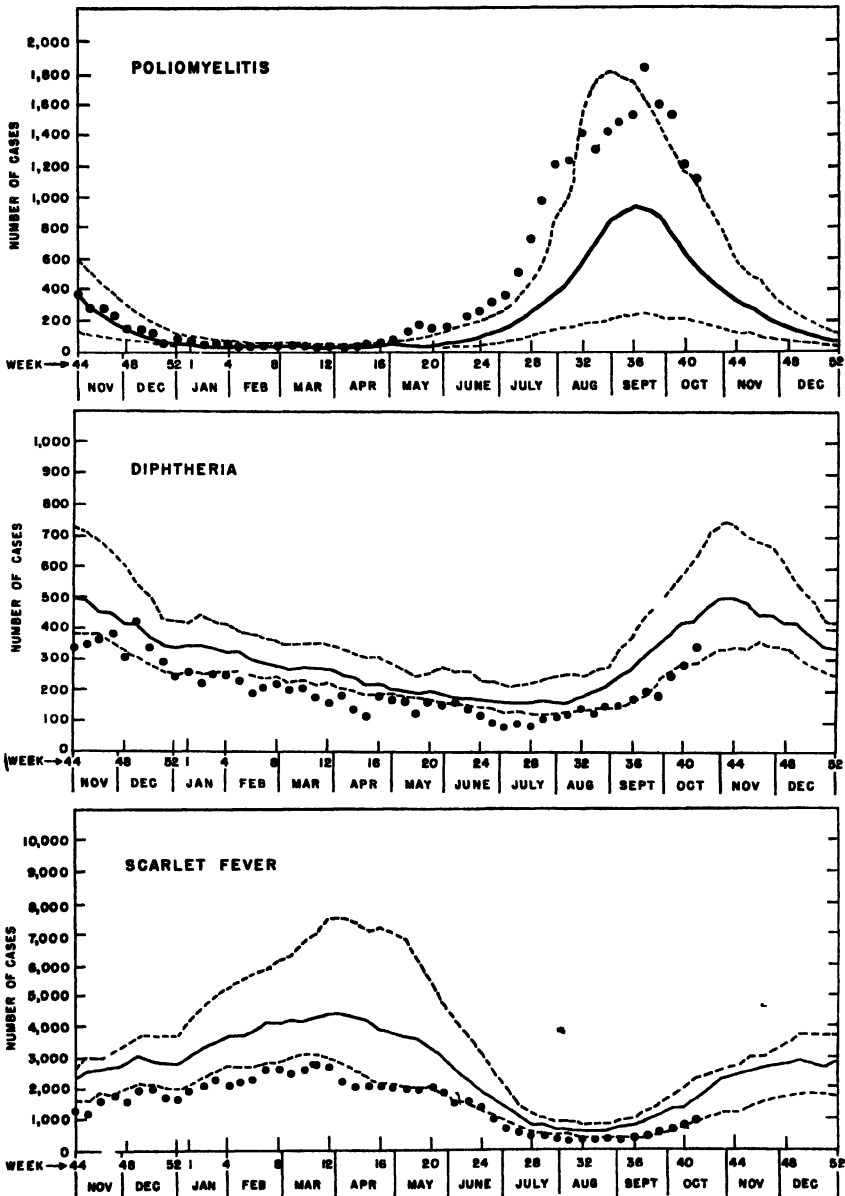 POLIOMYELITIS
NUMBER OF CASES
2,000
1,800
1,600
1,400
1,200
1,000
800
600
400
200
0
WEEK→ 44 48 52 1 4 8 12 16 20 24 28 32 36 40 44 48 52
NOV DEC JAN FEB MAR APR MAY JUNE JULY AUG SEPT OCT NOV DEC
DIPHTHERIA
NUMBER OF CASES
1,000
900
800
700
600
500
400
300
200
100
0
WEEK→ 44 48 52 1 4 8 12 16 20 24 28 32 36 40 44 48 52
NOV DEC JAN FEB MAR APR MAY JUNE JULY AUG SEPT OCT NOV DEC
SCARLET FEVER
NUMBER OF CASES
10,000
9,000
8,000
7,000
6,000
5,000
4,000
3,000
2,000
1,000
0
WEEK→ 44 48 52 1 4 8 12 16 20 24 28 32 36 40 44 48 52
NOV DEC JAN FEB MAR APR MAY JUNE JULY AUG SEPT OCT NOV DEC